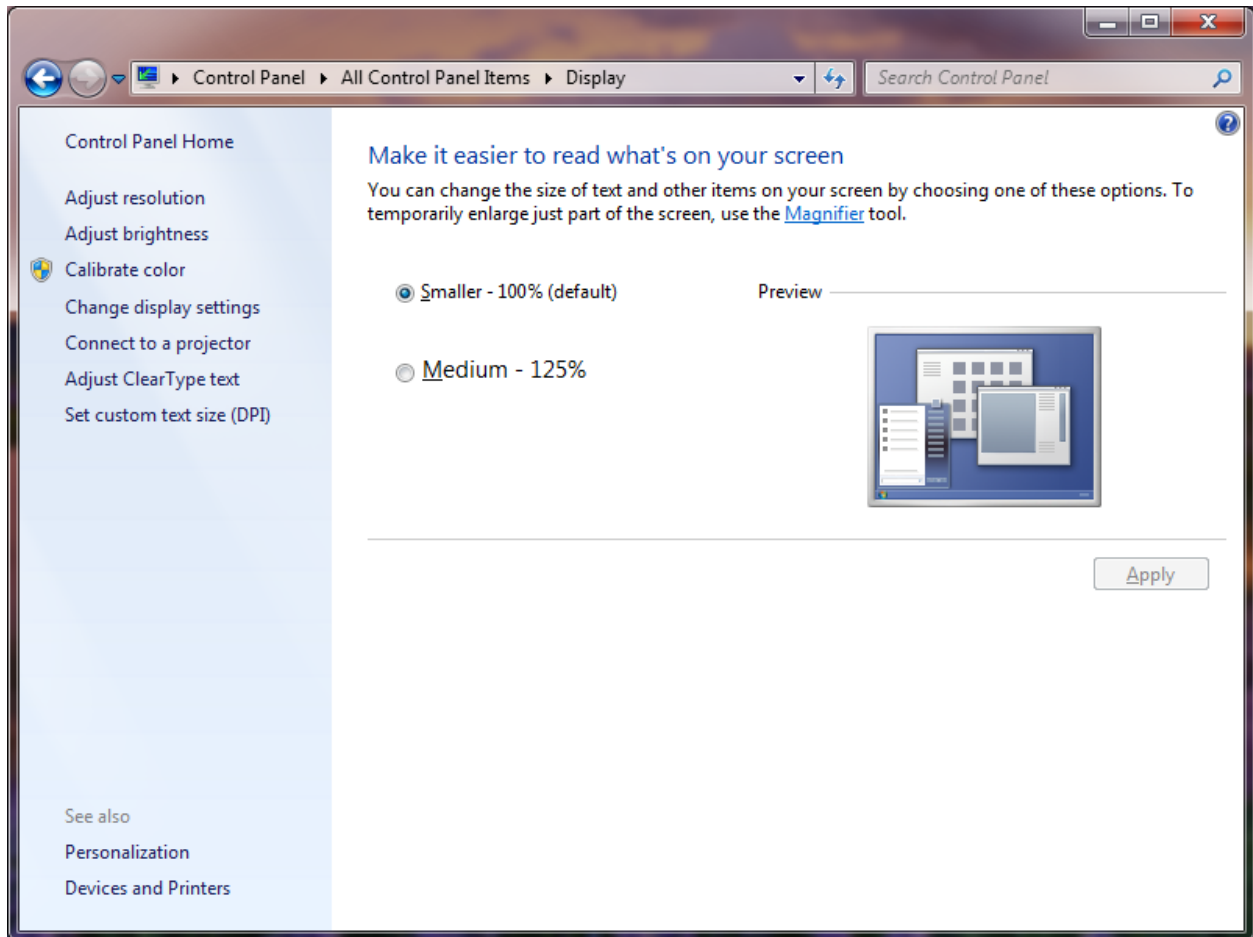 Control Panel ▸ All Control Panel Items ▸ Display
Search Control Panel
Control Panel Home
Adjust resolution
Adjust brightness
Calibrate color
Change display settings
Connect to a projector
Adjust ClearType text
Set custom text size (DPI)
See also
Personalization
Devices and Printers
Make it easier to read what's on your screen
You can change the size of text and other items on your screen by choosing one of these options. To
temporarily enlarge just part of the screen, use the Magnifier tool.
Smaller - 100% (default)
Preview
Medium - 125%
Apply